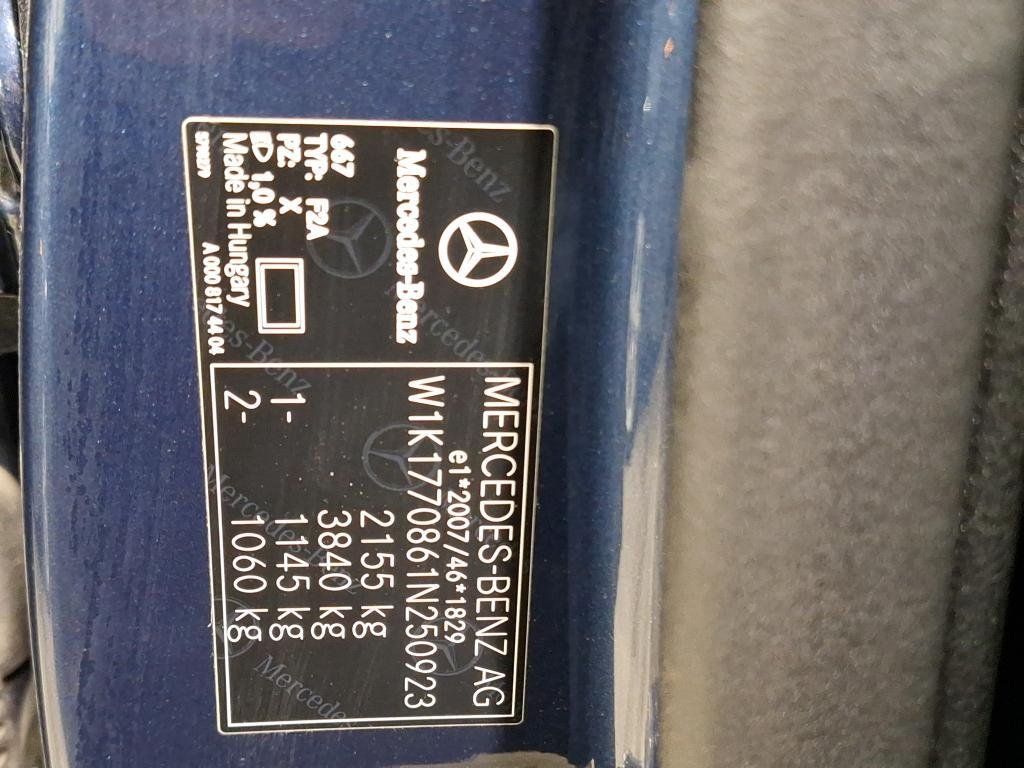 Mercedes-Benz
667
TYP: F2A
PZ: X
1,0 %
Made in Hungary
A 000 817 44 04
MERCEDES-BENZ AG
e1*2007/46*1829
W1K1770861N250923
2155 kg
3840 kg
1- 1145 kg
2- 1060 kg